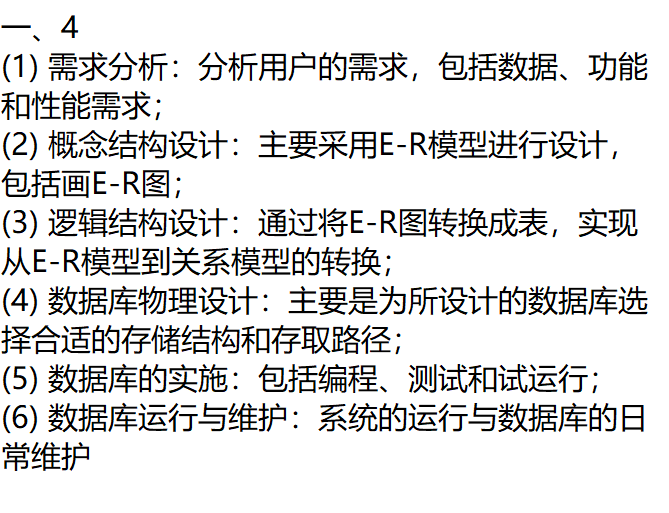 一、4
(1) 需求分析：分析用户的需求，包括数据、功能
和性能需求；
(2) 概念结构设计：主要采用E-R模型进行设计，
包括画E-R图；
(3) 逻辑结构设计：通过将E-R图转换成表，实现
从E-R模型到关系模型的转换；
(4) 数据库物理设计：主要是为所设计的数据库选
择合适的存储结构和存取路径；
(5) 数据库的实施：包括编程、测试和试运行；
(6) 数据库运行与维护：系统的运行与数据库的日
常维护